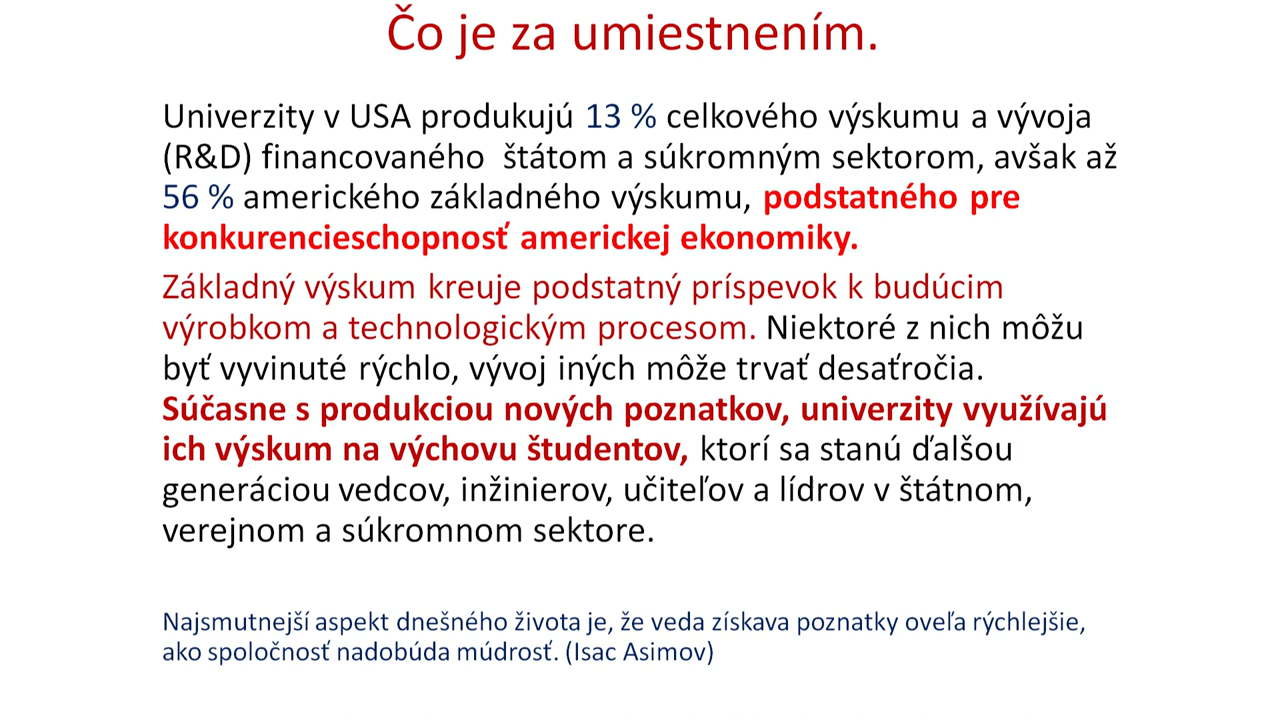 Čo je za umiestnením.
Univerzity v USA produkujú 13 % celkového výskumu a vývoja
(R&D) financovaného štátom a súkromným sektorom, avšak až
56 % amerického základného výskumu, podstatného pre
konkurencieschopnosť americkej ekonomiky.
Základný výskum kreuje podstatný príspevok k budúcim
výrobkom a technologickým procesom. Niektoré z nich môžu
byť vyvinuté rýchlo, vývoj iných môže trvať desaťročia.
Súčasne s produkciou nových poznatkov, univerzity využívajú
ich výskum na výchovu študentov, ktorí sa stanú ďalšou
generáciou vedcov, inžinierov, učiteľov a lídrov v štátnom,
verejnom a súkromnom sektore.
Najsmutnejší aspekt dnešného života je, že veda získava poznatky oveľa rýchlejšie,
ako spoločnosť nadobúda múdrosť. (Isac Asimov)